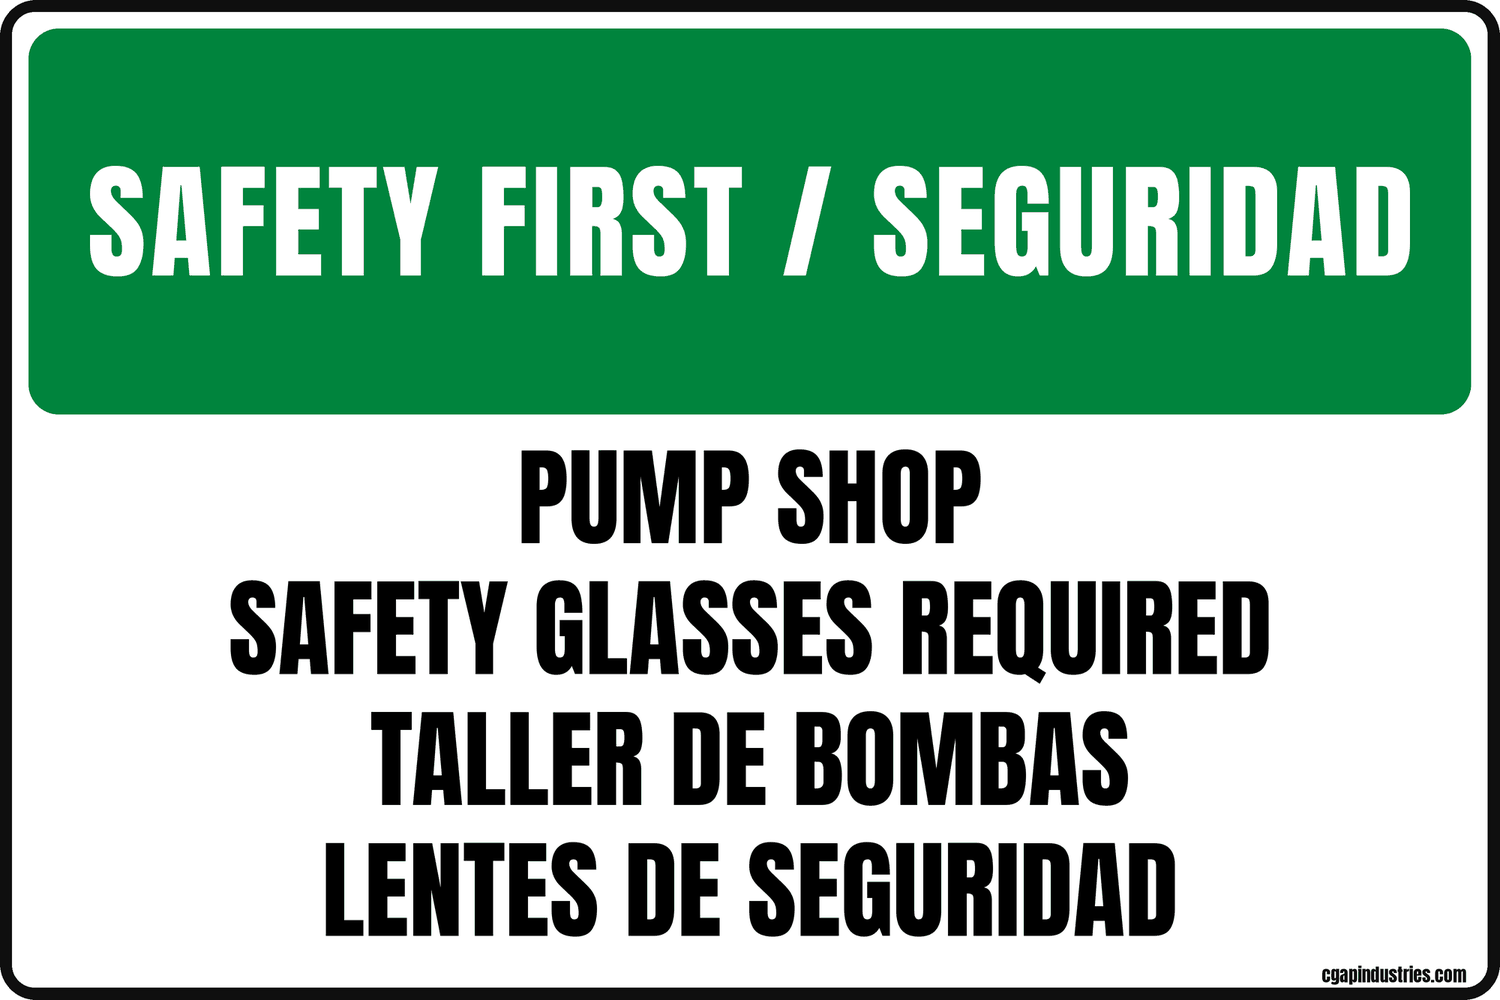 SAFETY FIRST / SEGURIDAD
PUMP SHOP
SAFETY GLASSES REQUIRED
TALLER DE BOMBAS
LENTES DE SEGURIDAD
cgapindustries.com